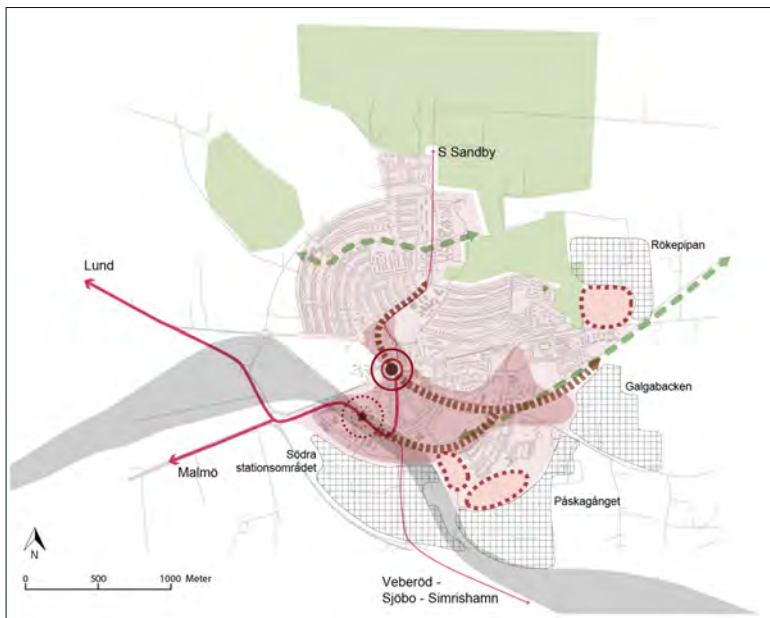 S Sandby
Rökepipan
Lund
Galgabacken
Södra
stationsområdet
Malmö
Påskagånget
N
0 500 1000 Meter
Veberöd -
Sjöbo - Simrishamn